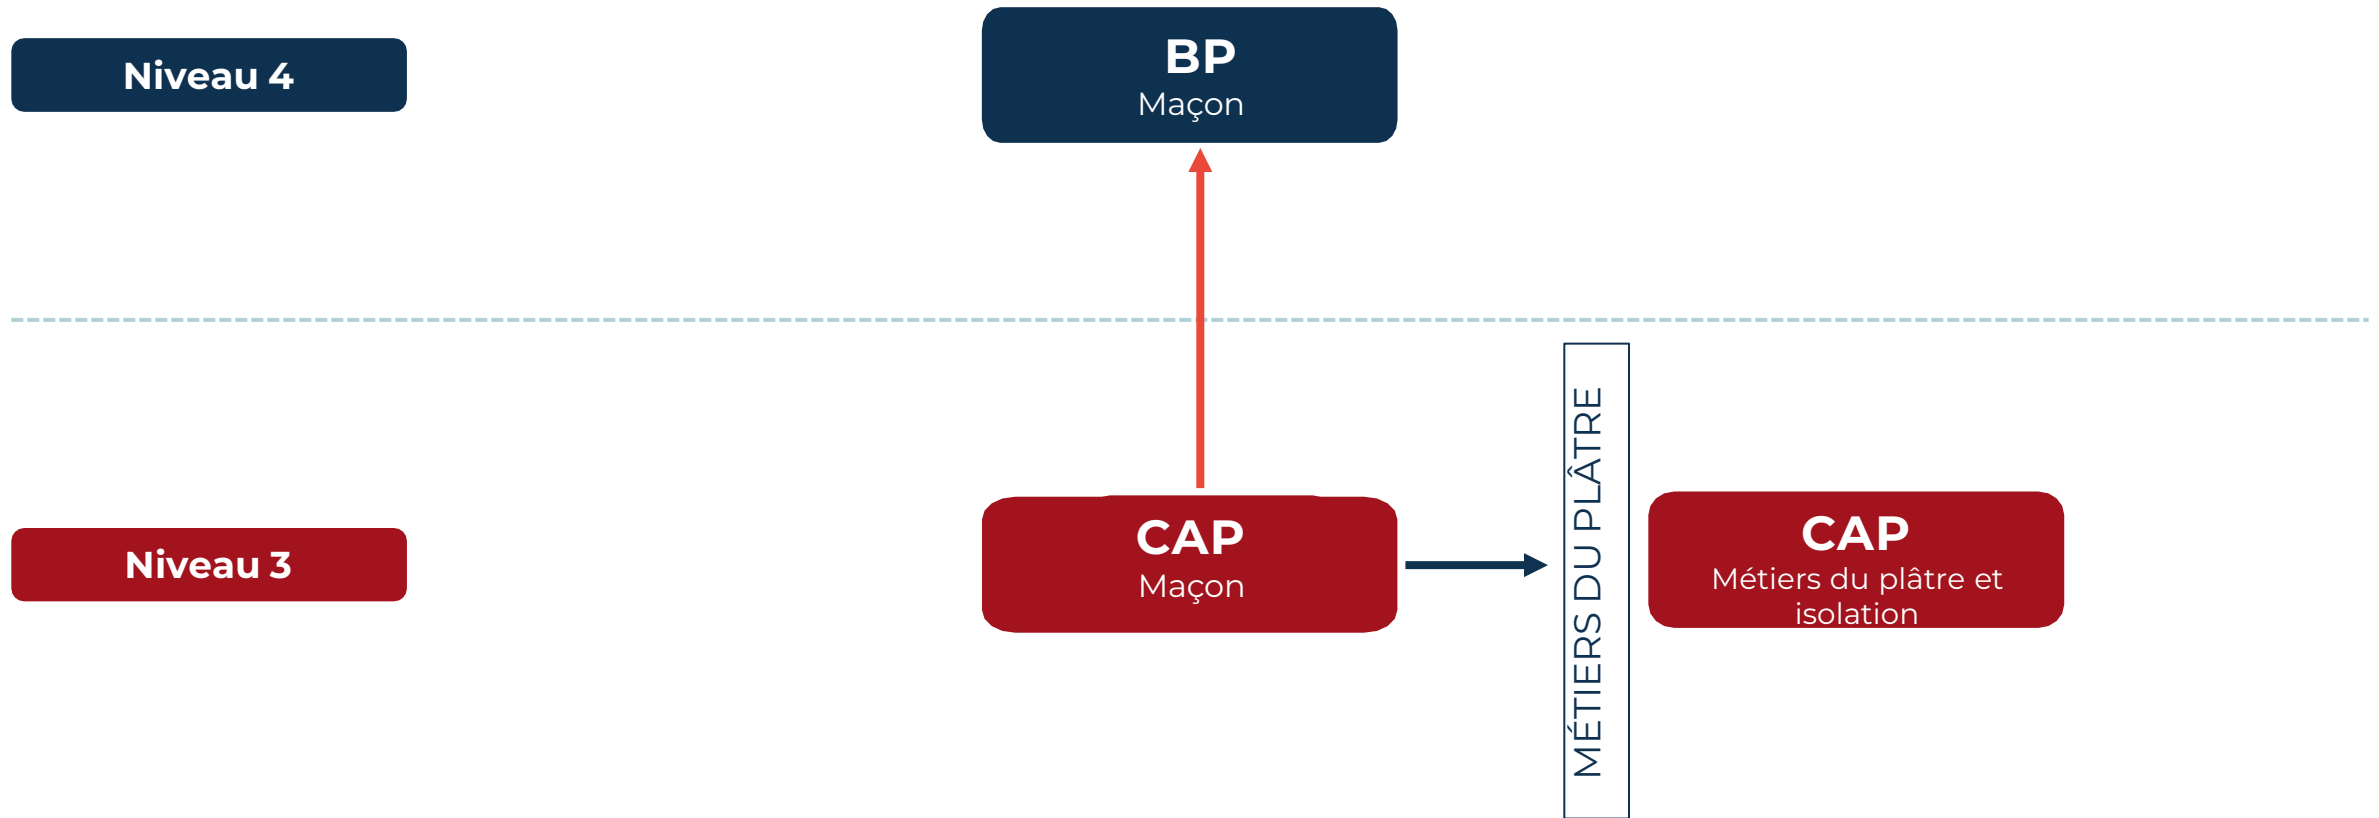 Niveau 4
BP
Maçon
MÉTIERS DU PLÂTRE
Niveau 3
CAP
Maçon
CAP
Métiers du plâtre et
isolation